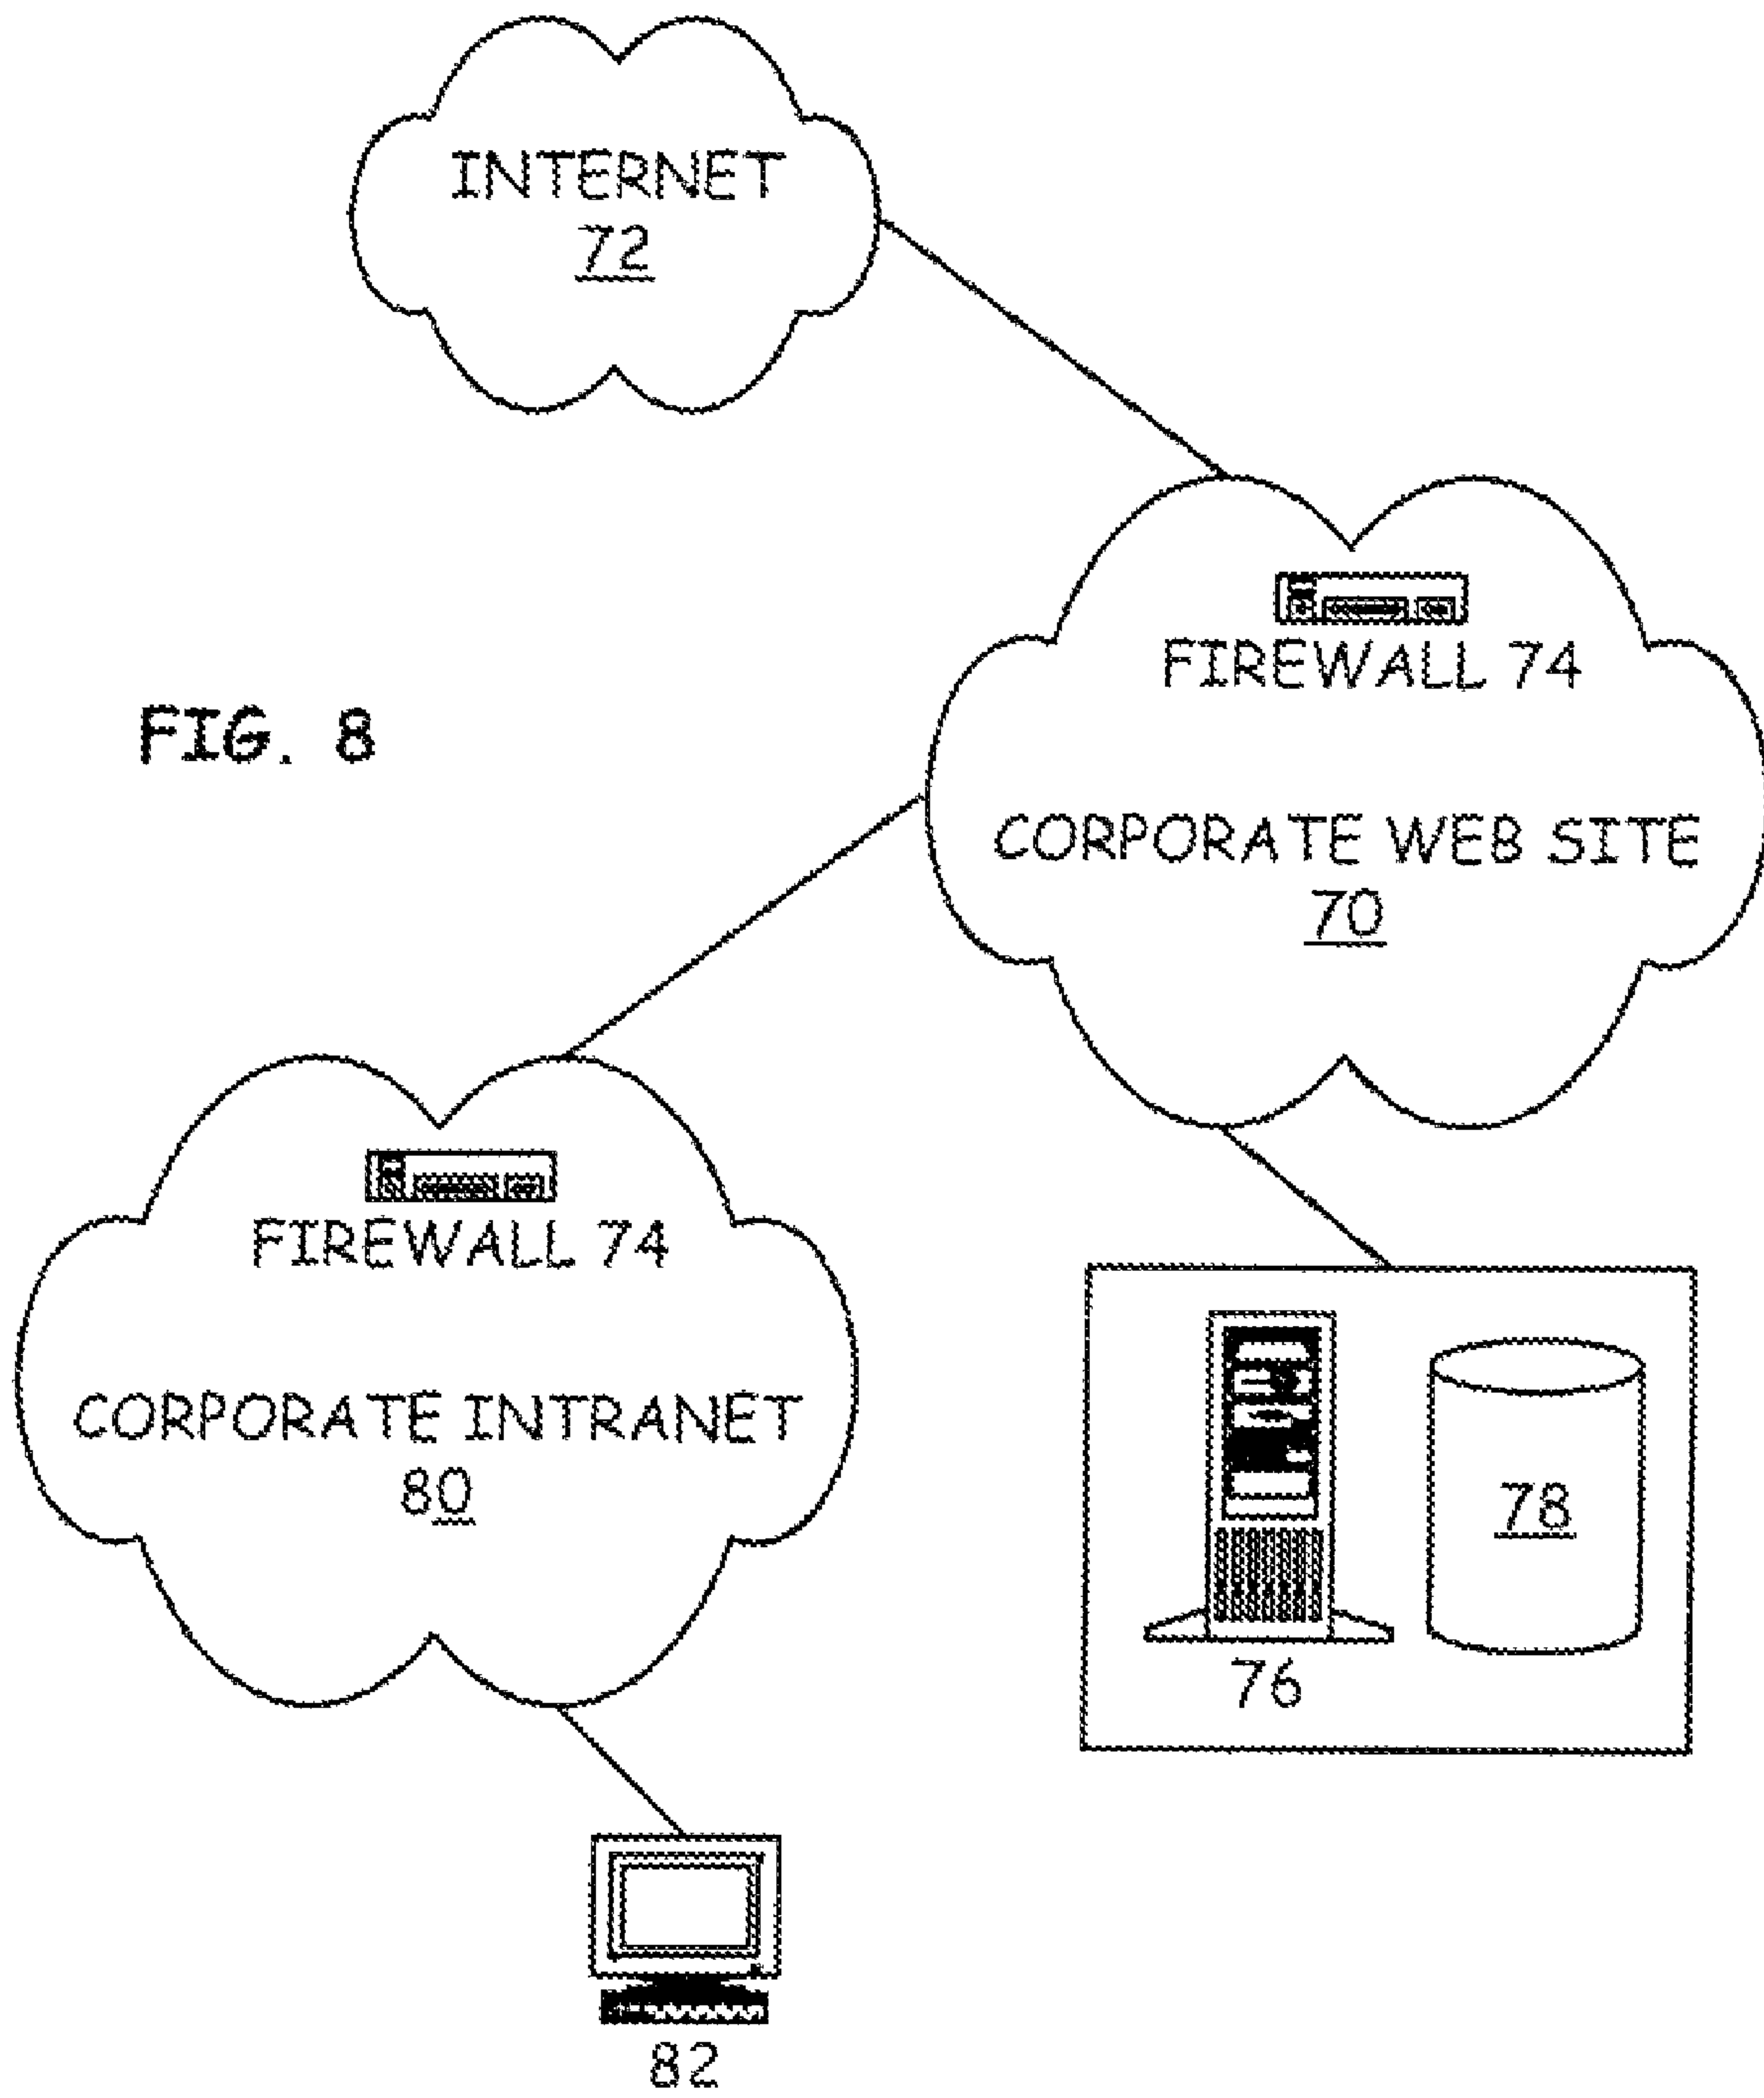 INTERNET
72
FIREWALL 74
FIG. 8
CORPORATE WEB SITE
70
FIREWALL 74
CORPORATE INTRANET
80
78
76
82